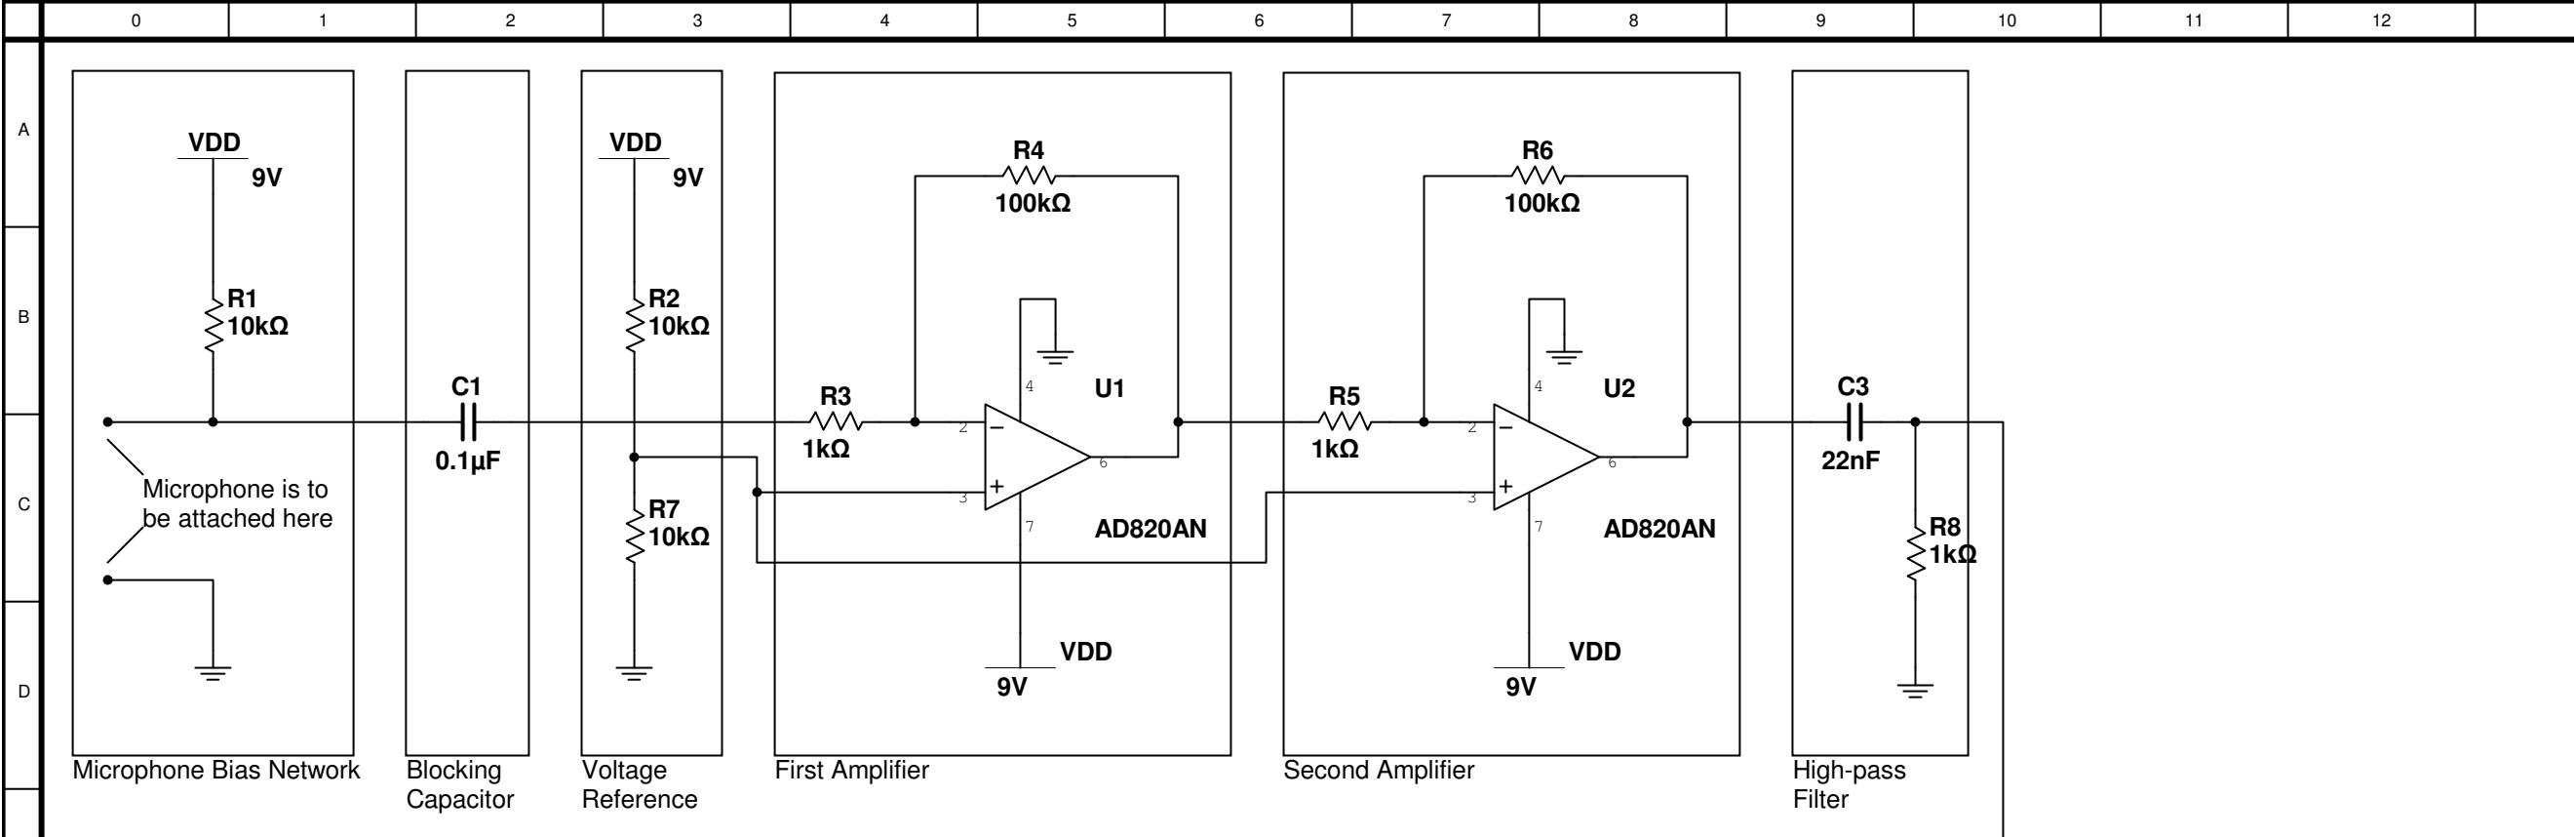 0 1 2 3 4 5 6 7 8 9 10 11 12
A
B
C
D
VDD
9V
R1
10kΩ
Microphone is to
be attached here
Microphone Bias Network
C1
0.1µF
Blocking
Capacitor
VDD
9V
R2
10kΩ
R7
10kΩ
Voltage
Reference
R4
100kΩ
R3
1kΩ
U1
4
2
−
6
+
3
7
AD820AN
VDD
9V
First Amplifier
R6
100kΩ
R5
1kΩ
U2
4
2
−
6
+
3
7
AD820AN
VDD
9V
Second Amplifier
C3
22nF
R8
1kΩ
High-pass
Filter